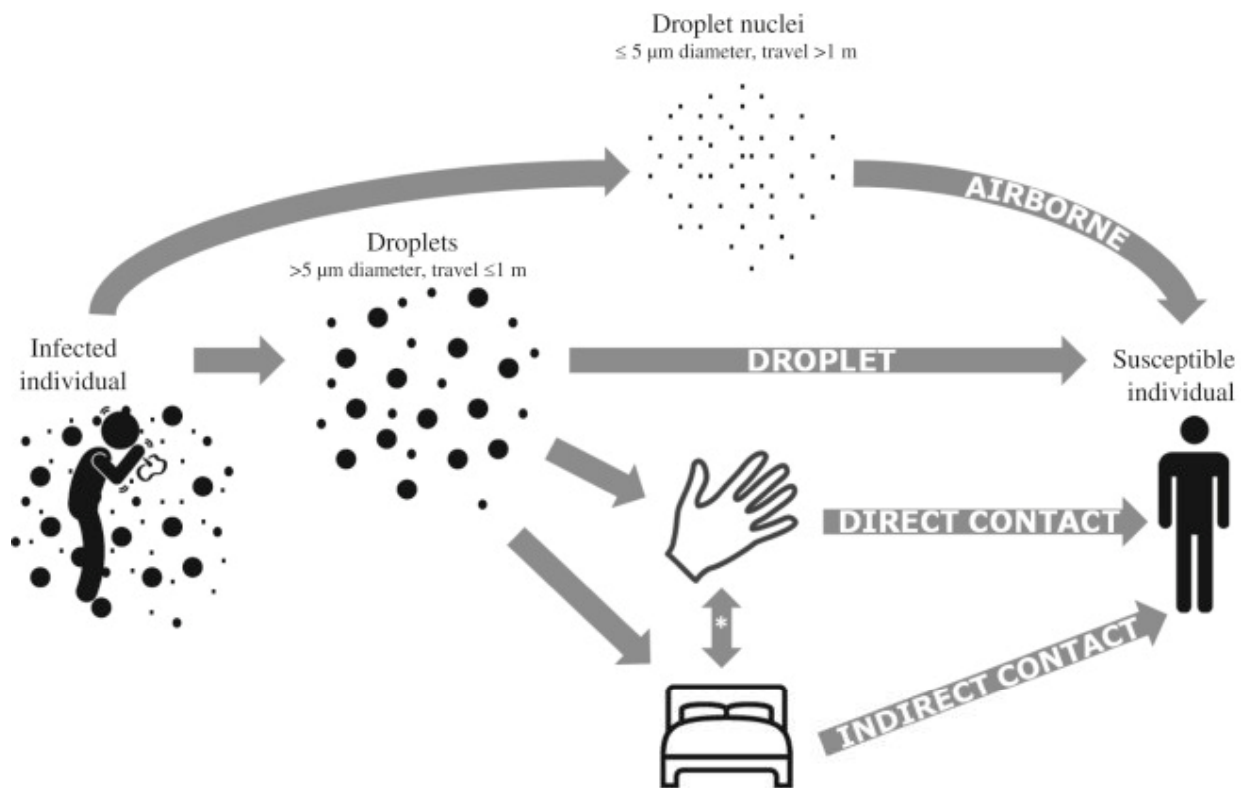 Droplet nuclei
≤ 5 μm diameter, travel >1 m
AIRBORNE
Droplets
>5 μm diameter, travel ≤1 m
Infected
individual
DROPLET
Susceptible
individual
DIRECT CONTACT
*
INDIRECT CONTACT